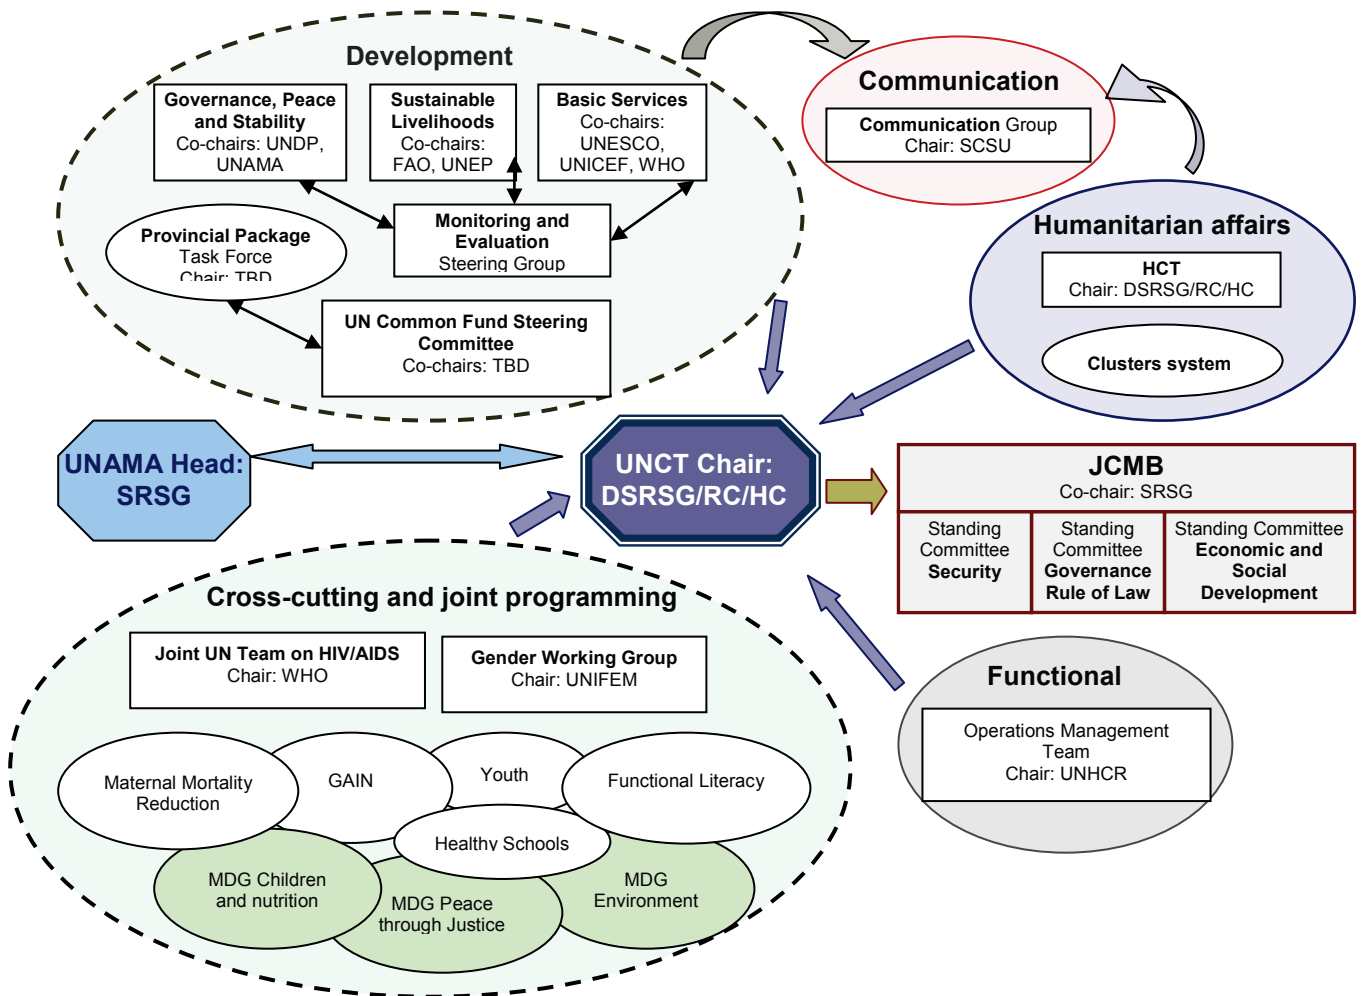 Development
Governance, Peace
and Stability
Co-chairs: UNDP,
UNAMA
Sustainable
Livelihoods
Co-chairs:
FAO, UNEP
Basic Services
Co-chairs:
UNESCO,
UNICEF, WHO
Provincial Package
Task Force
Chair: TBD
Monitoring and
Evaluation
Steering Group
UN Common Fund Steering
Committee
Co-chairs: TBD
Communication
Communication Group
Chair: SCSU
Humanitarian affairs
HCT
Chair: DSRSG/RC/HC
Clusters system
UNAMA Head:
SRSG
UNCT Chair:
DSRSG/RC/HC
JCMB
Co-chair: SRSG
Standing
Committee
Security
Standing
Committee
Governance
Rule of Law
Standing Committee
Economic and
Social
Development
Cross-cutting and joint programming
Joint UN Team on HIV/AIDS
Chair: WHO
Gender Working Group
Chair: UNIFEM
Maternal Mortality
Reduction
GAIN
Youth
Functional Literacy
Healthy Schools
MDG Children
and nutrition
MDG Peace
through Justice
MDG
Environment
Functional
Operations Management
Team
Chair: UNHCR